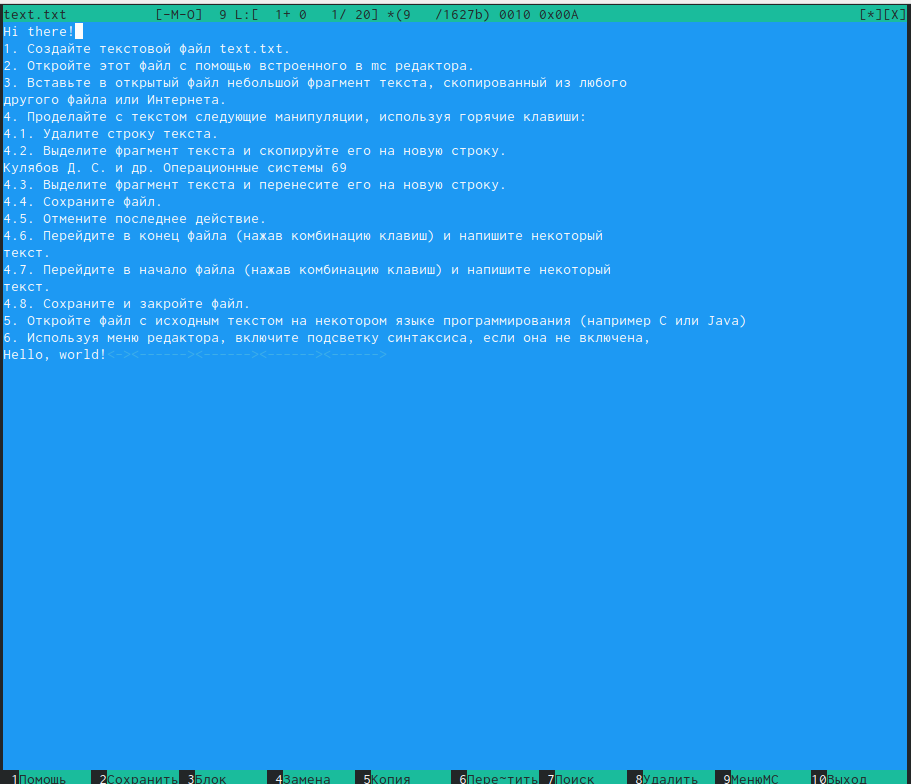 text.txt [-M-O] 9 L:[ 1+ 0 1/ 20] *(9 /1627b) 0010 0x00A [*][X]
Hi there!
1. Создайте текстовой файл text.txt.
2. Откройте этот файл с помощью встроенного в mc редактора.
3. Вставьте в открытый файл небольшой фрагмент текста, скопированный из любого
другого файла или Интернета.
4. Проделайте с текстом следующие манипуляции, используя горячие клавиши:
4.1. Удалите строку текста.
4.2. Выделите фрагмент текста и скопируйте его на новую строку.
Кулябов Д. С. и др. Операционные системы 69
4.3. Выделите фрагмент текста и перенесите его на новую строку.
4.4. Сохраните файл.
4.5. Отмените последнее действие.
4.6. Перейдите в конец файла (нажав комбинацию клавиш) и напишите некоторый
текст.
4.7. Перейдите в начало файла (нажав комбинацию клавиш) и напишите некоторый
текст.
4.8. Сохраните и закройте файл.
5. Откройте файл с исходным текстом на некотором языке программирования (например C или Java)
6. Используя меню редактора, включите подсветку синтаксиса, если она не включена,
Hello, world!<-><------><------><------><------>
1Помощь 2Сохранить 3Блок 4Замена 5Копия 6Пере~тить 7Поиск 8Удалить 9МенюMC 10Выход